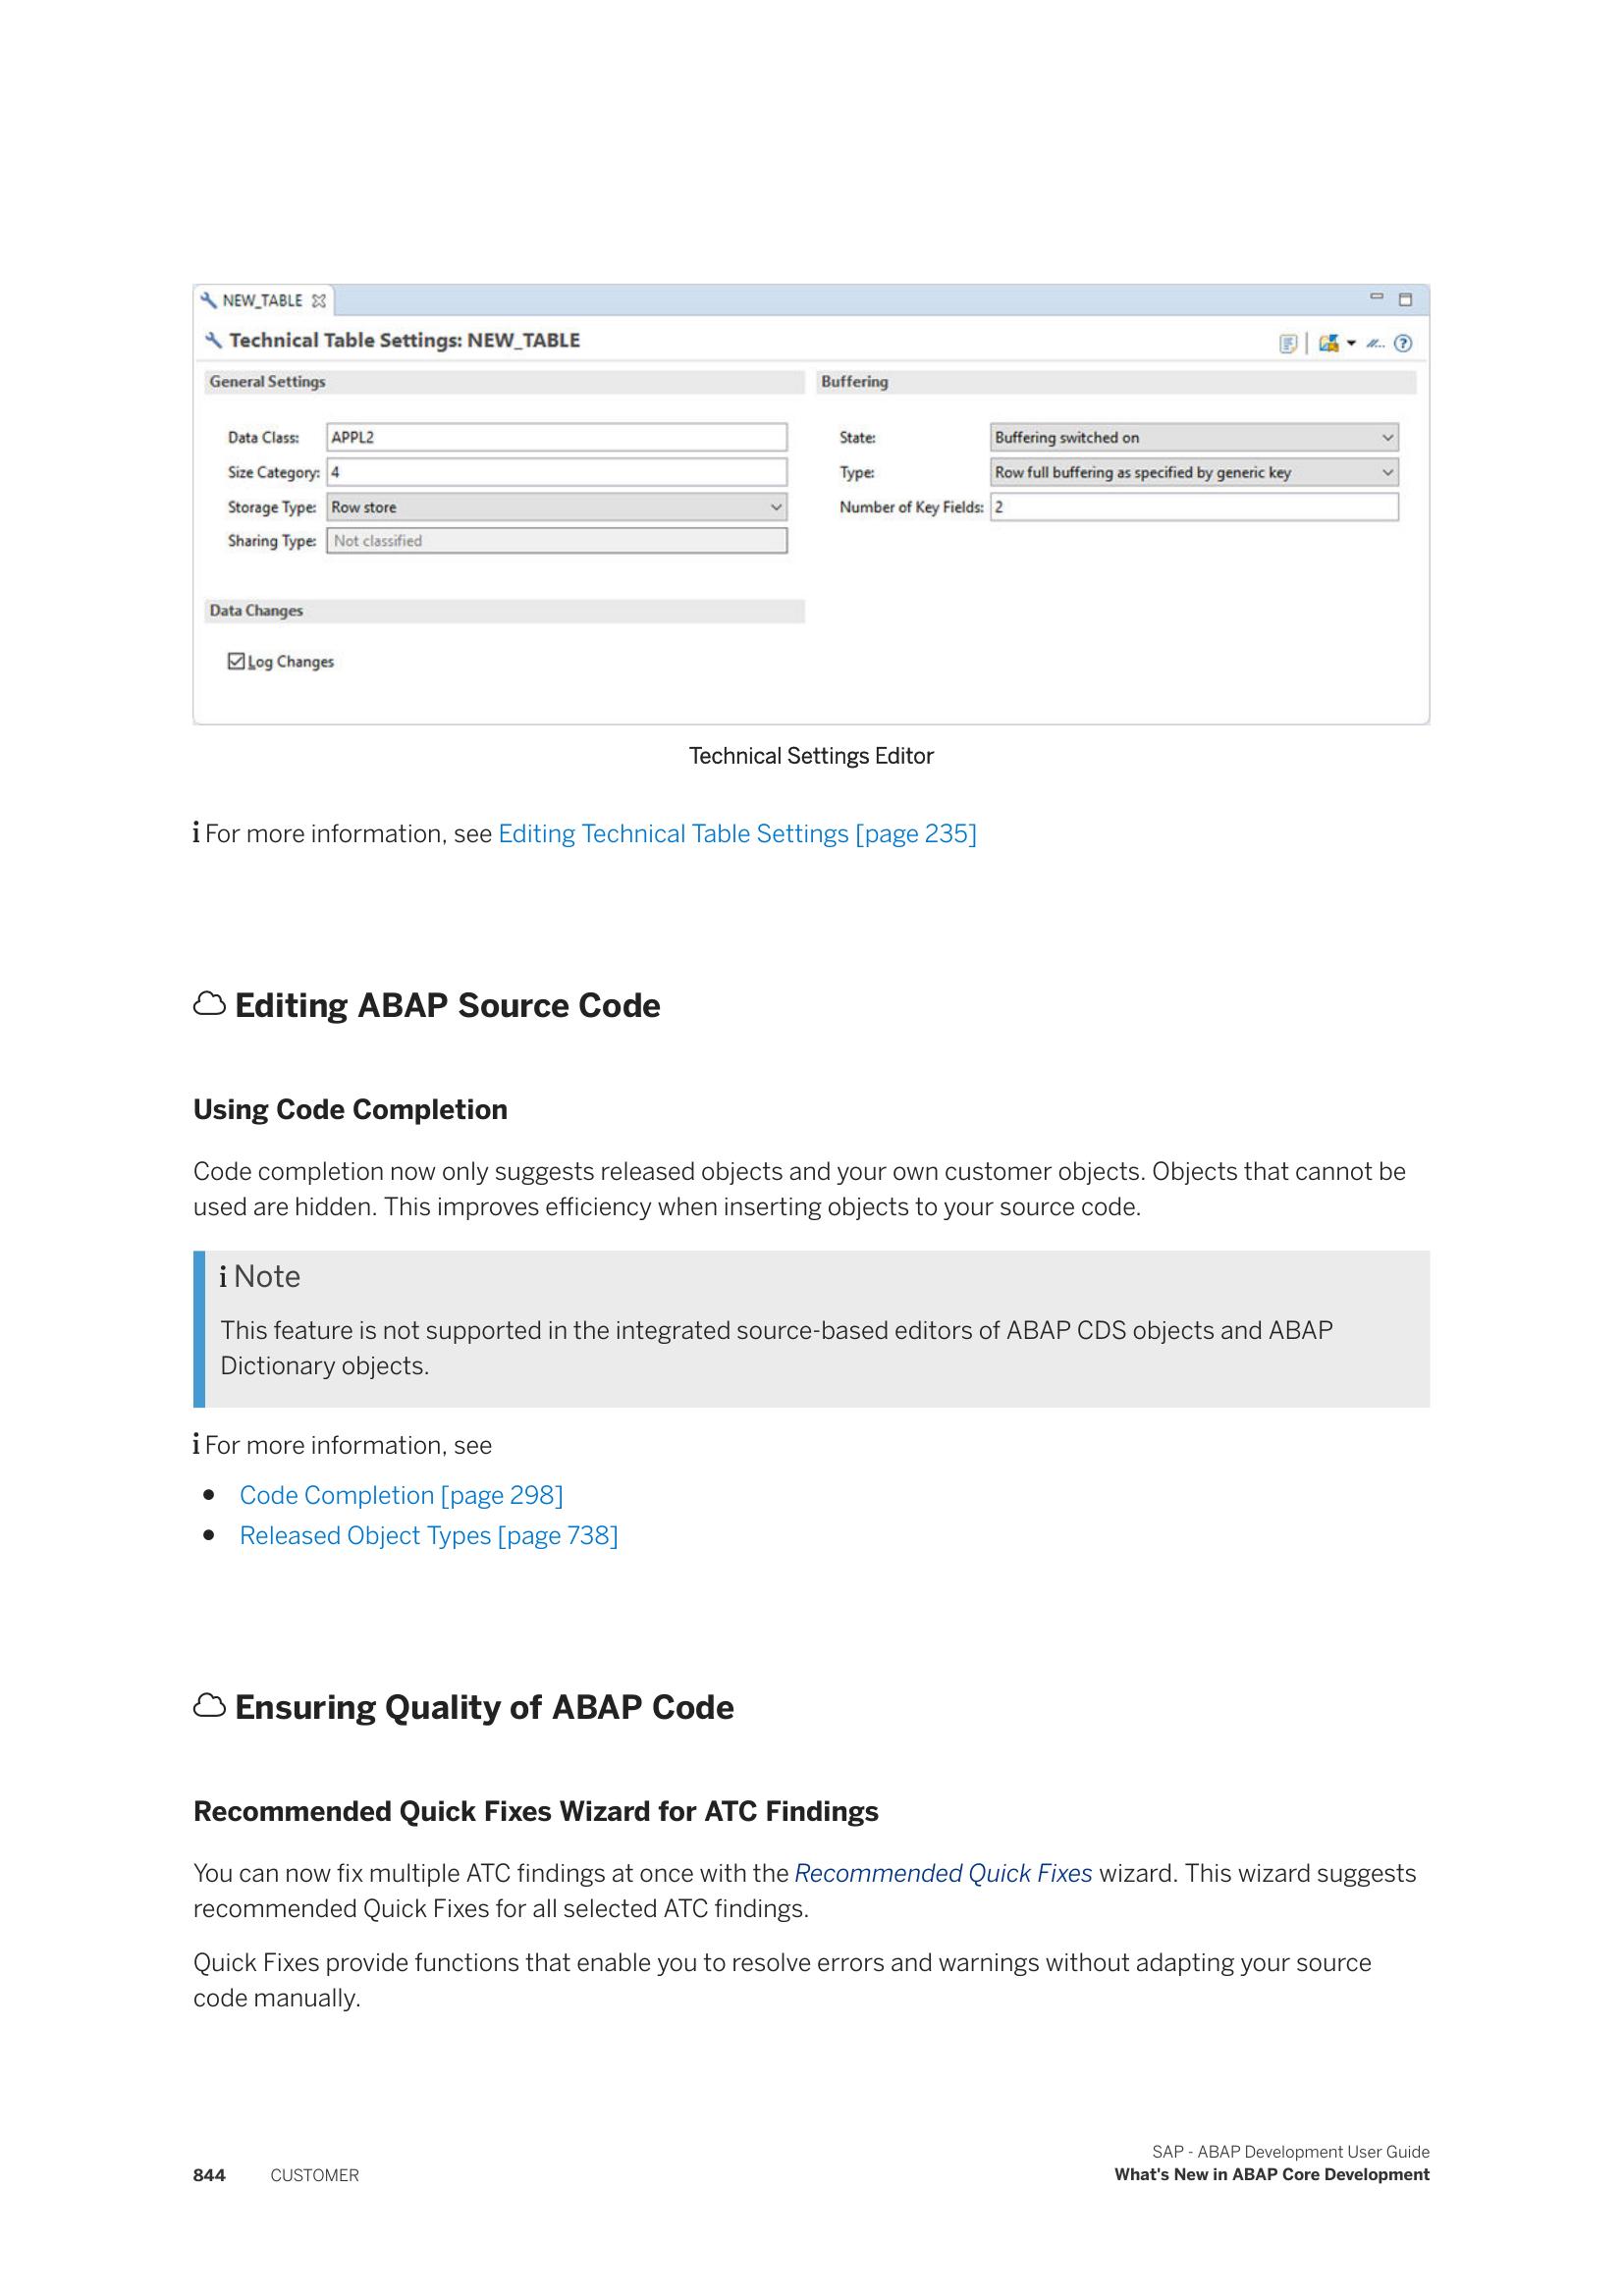 NEW_TABLE
Technical Table Settings: NEW_TABLE
General Settings
Data Class: APPL2
Size Category: 4
Storage Type: Row store
Sharing Type: Not classified
Data Changes
Log Changes
Buffering
State: Buffering switched on
Type: Row full buffering as specified by generic key
Number of Key Fields: 2
Technical Settings Editor
i For more information, see Editing Technical Table Settings [page 235]
Editing ABAP Source Code
Using Code Completion
Code completion now only suggests released objects and your own customer objects. Objects that cannot be
used are hidden. This improves efficiency when inserting objects to your source code.
i Note
This feature is not supported in the integrated source-based editors of ABAP CDS objects and ABAP
Dictionary objects.
i For more information, see
• Code Completion [page 298]
• Released Object Types [page 738]
Ensuring Quality of ABAP Code
Recommended Quick Fixes Wizard for ATC Findings
You can now fix multiple ATC findings at once with the Recommended Quick Fixes wizard. This wizard suggests
recommended Quick Fixes for all selected ATC findings.
Quick Fixes provide functions that enable you to resolve errors and warnings without adapting your source
code manually.
844 CUSTOMER
SAP - ABAP Development User Guide
What's New in ABAP Core Development